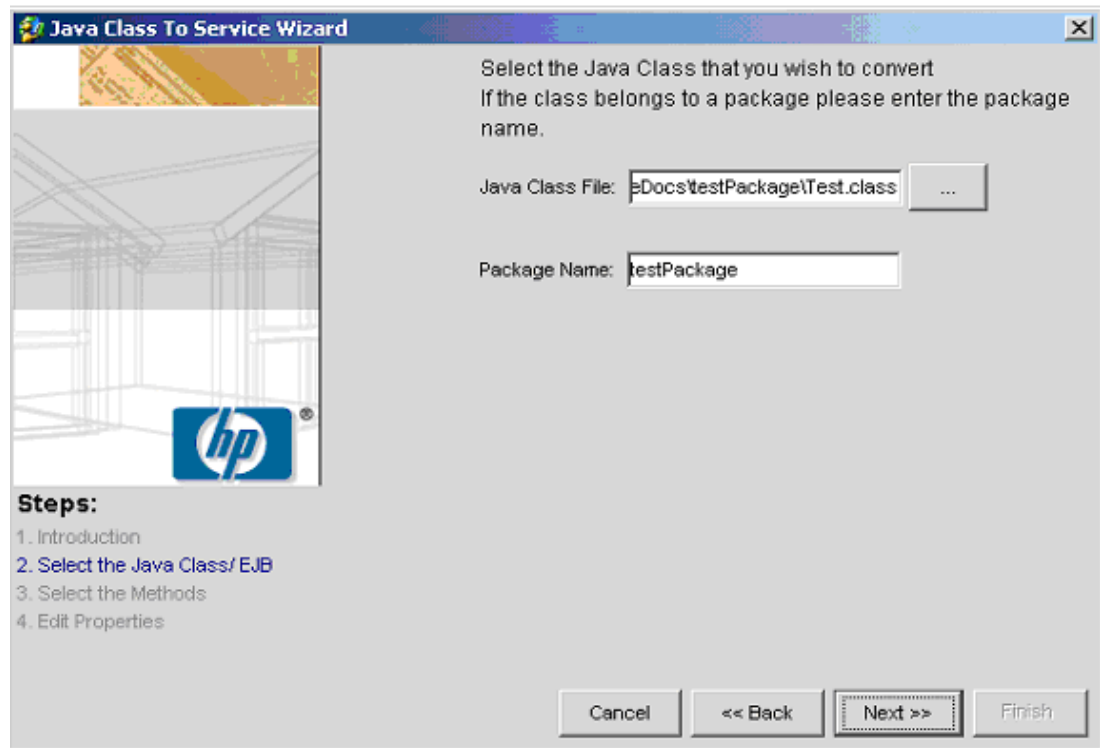 Java Class To Service Wizard
Select the Java Class that you wish to convert
If the class belongs to a package please enter the package
name.
Java Class File: eDocs\testPackage\Test.class ...
Package Name: testPackage
hp ®
Steps:
1. Introduction
2. Select the Java Class/ EJB
3. Select the Methods
4. Edit Properties
Cancel << Back Next >> Finish